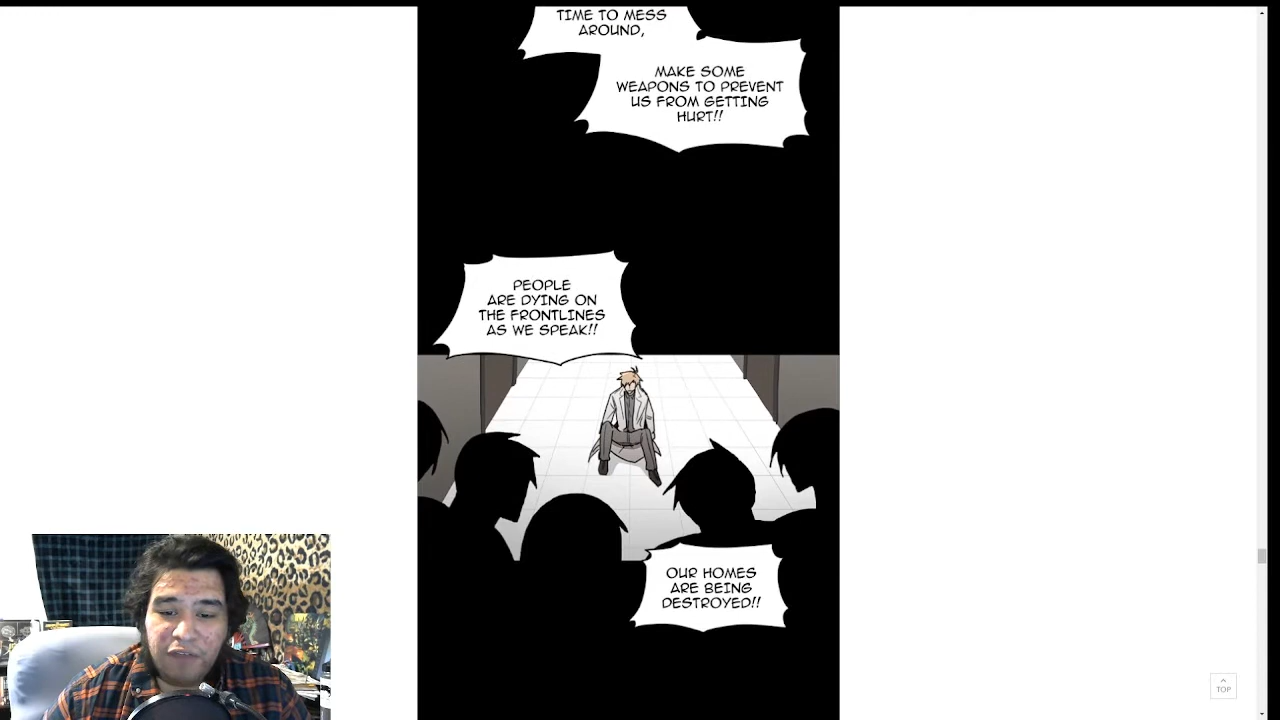 TIME TO MESS
AROUND,
MAKE SOME
WEAPONS TO PREVENT
US FROM GETTING
HURT!!
PEOPLE
ARE DYING ON
THE FRONTLINES
AS WE SPEAK!!
OUR HOMES
ARE BEING
DESTROYED!!
TOP